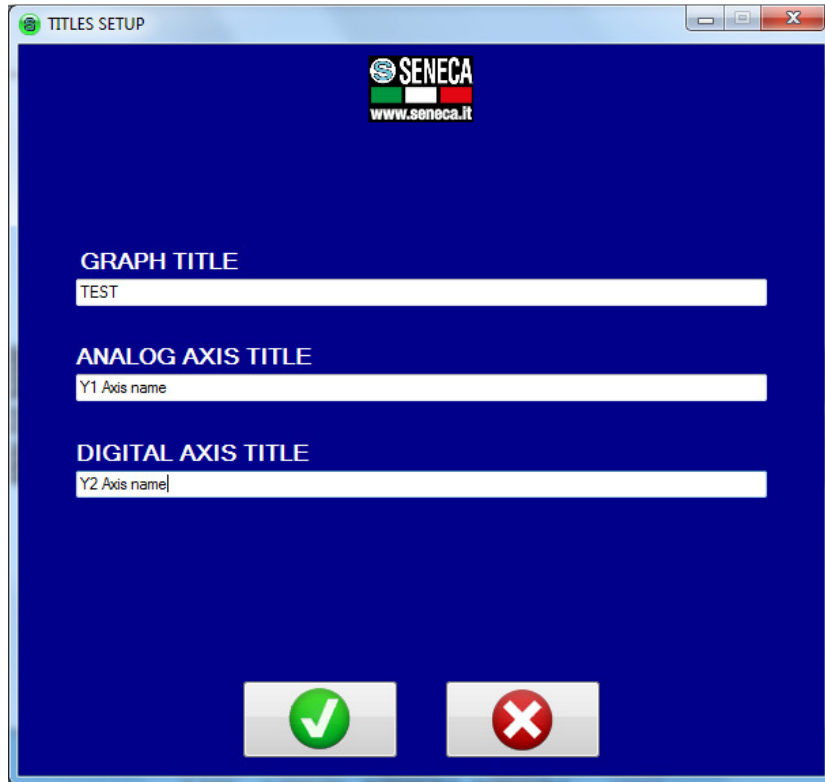 TITLES SETUP
SENECA
www.seneca.it
GRAPH TITLE
TEST
ANALOG AXIS TITLE
Y1 Axis name
DIGITAL AXIS TITLE
Y2 Axis name